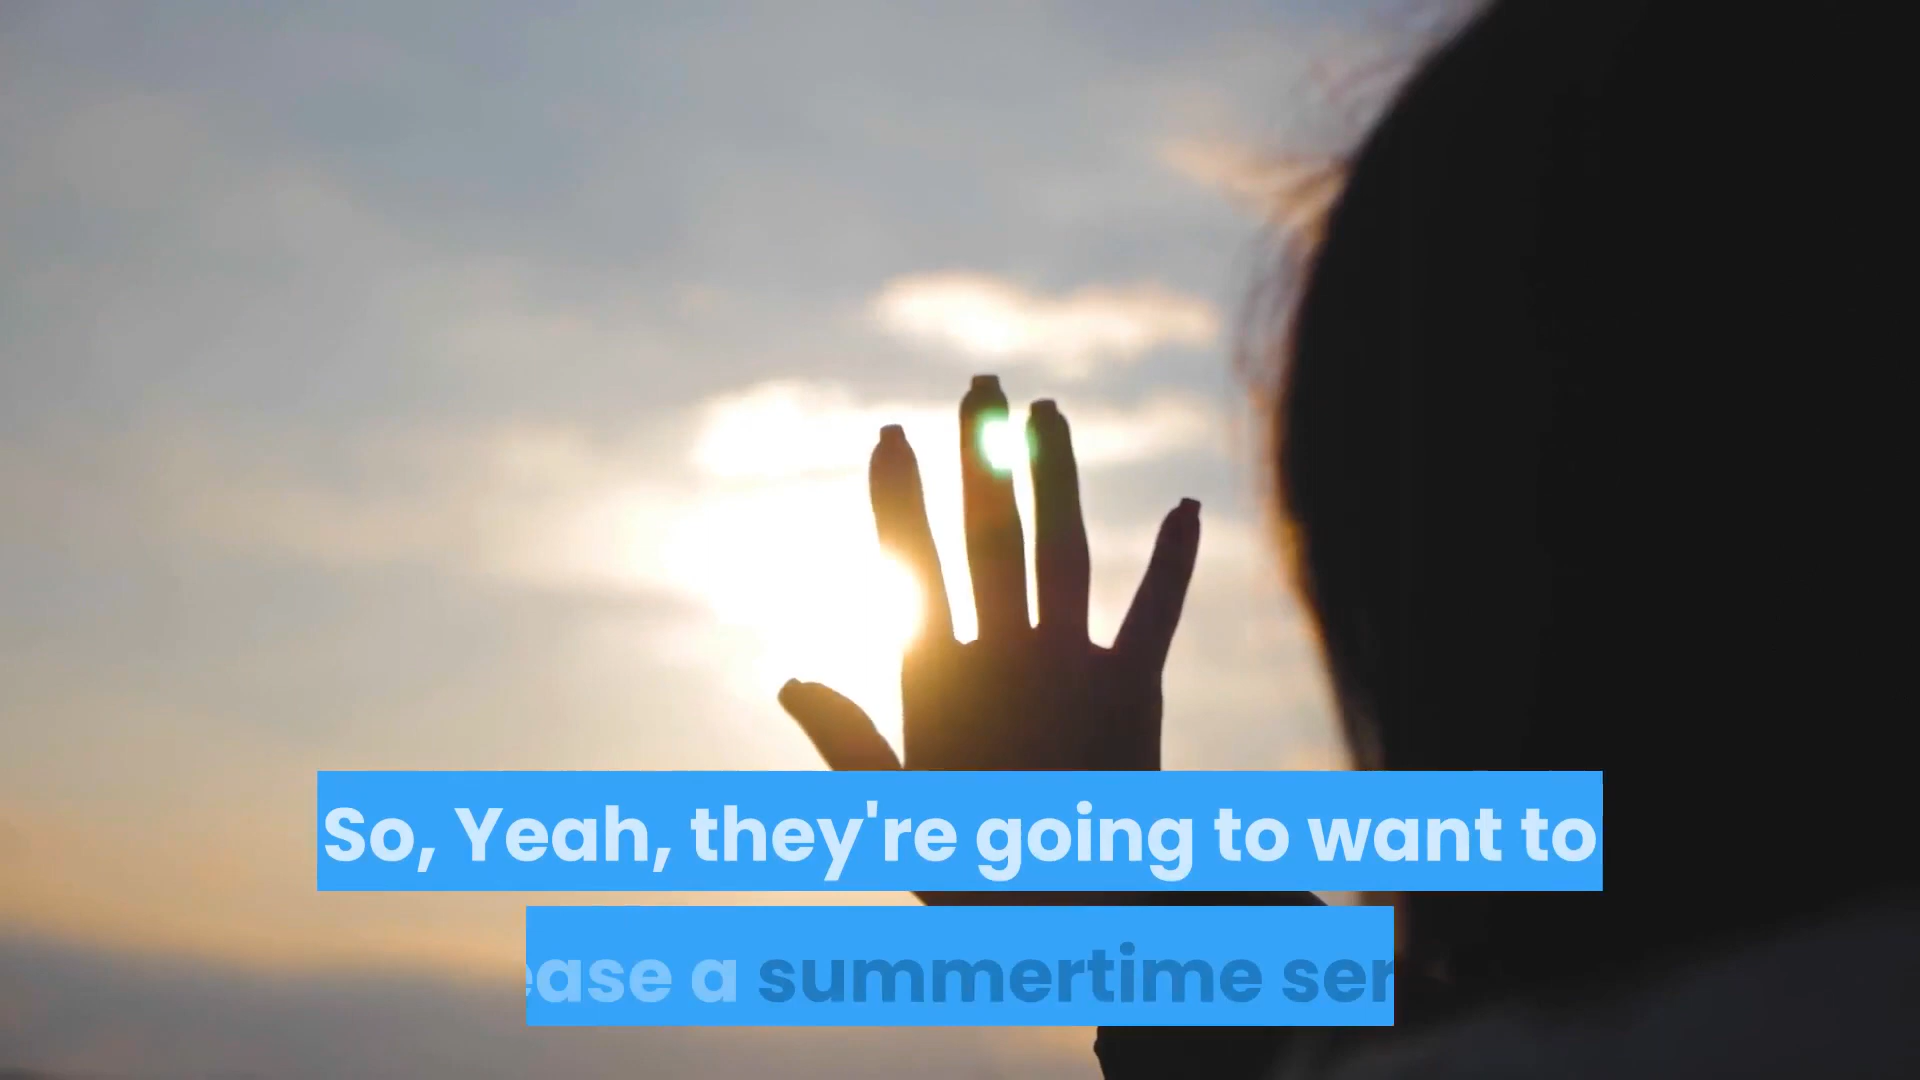 So, Yeah, they're going to want to
a summertime